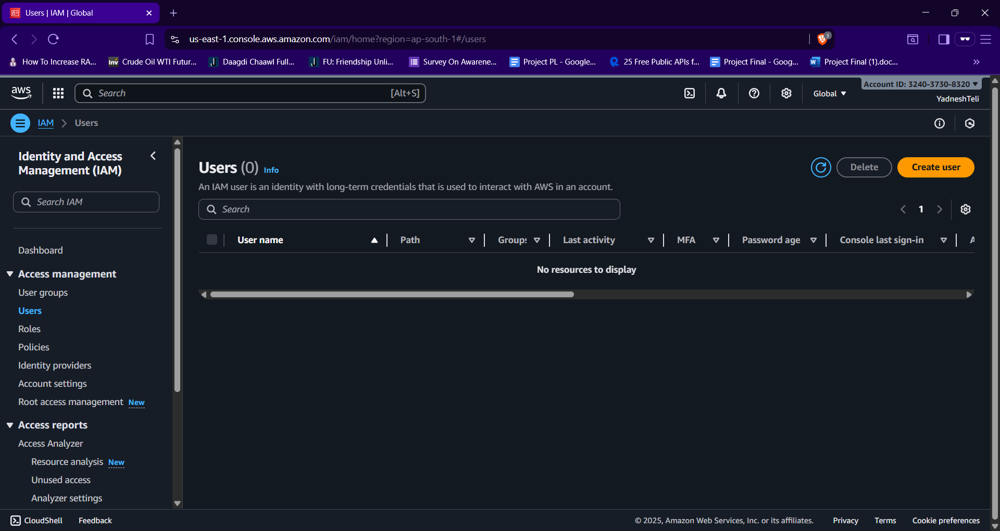 Users | IAM | Global
us-east-1.console.aws.amazon.com/iam/home?region=ap-south-1#/users
3
How To Increase RA...
Inv Crude Oil WTI Futur...
Daagdi Chaawl Full...
FU: Friendship Unli...
Survey On Awarene...
Project PL - Google...
25 Free Public APIs f...
Project Final - Goog...
Project Final (1).doc...
aws
Search [Alt+S]
Global
Account ID: 3240-3730-8320
YadneshTeli
IAM > Users
Identity and Access
Management (IAM)
Search IAM
Dashboard
Access management
User groups
Users
Roles
Policies
Identity providers
Account settings
Root access management New
Access reports
Access Analyzer
Resource analysis New
Unused access
Analyzer settings
Users (0) Info
Delete
Create user
An IAM user is an identity with long-term credentials that is used to interact with AWS in an account.
Search
1
User name Path Groups Last activity MFA Password age Console last sign-in A
No resources to display
CloudShell Feedback
© 2025, Amazon Web Services, Inc. or its affiliates. Privacy Terms Cookie preferences